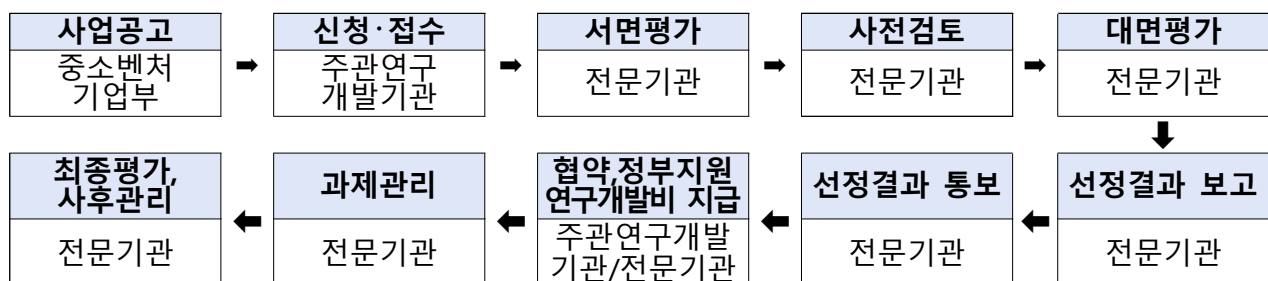 사업공고
중소벤처
기업부
➡
신청·접수
주관연구
개발기관
➡
서면평가
전문기관
➡
사전검토
전문기관
➡
대면평가
전문기관
⬇
선정결과 보고
전문기관
⬅
선정결과 통보
전문기관
⬅
협약,정부지원
연구개발비 지급
주관연구개발
기관/전문기관
⬅
과제관리
전문기관
⬅
최종평가,
사후관리
전문기관